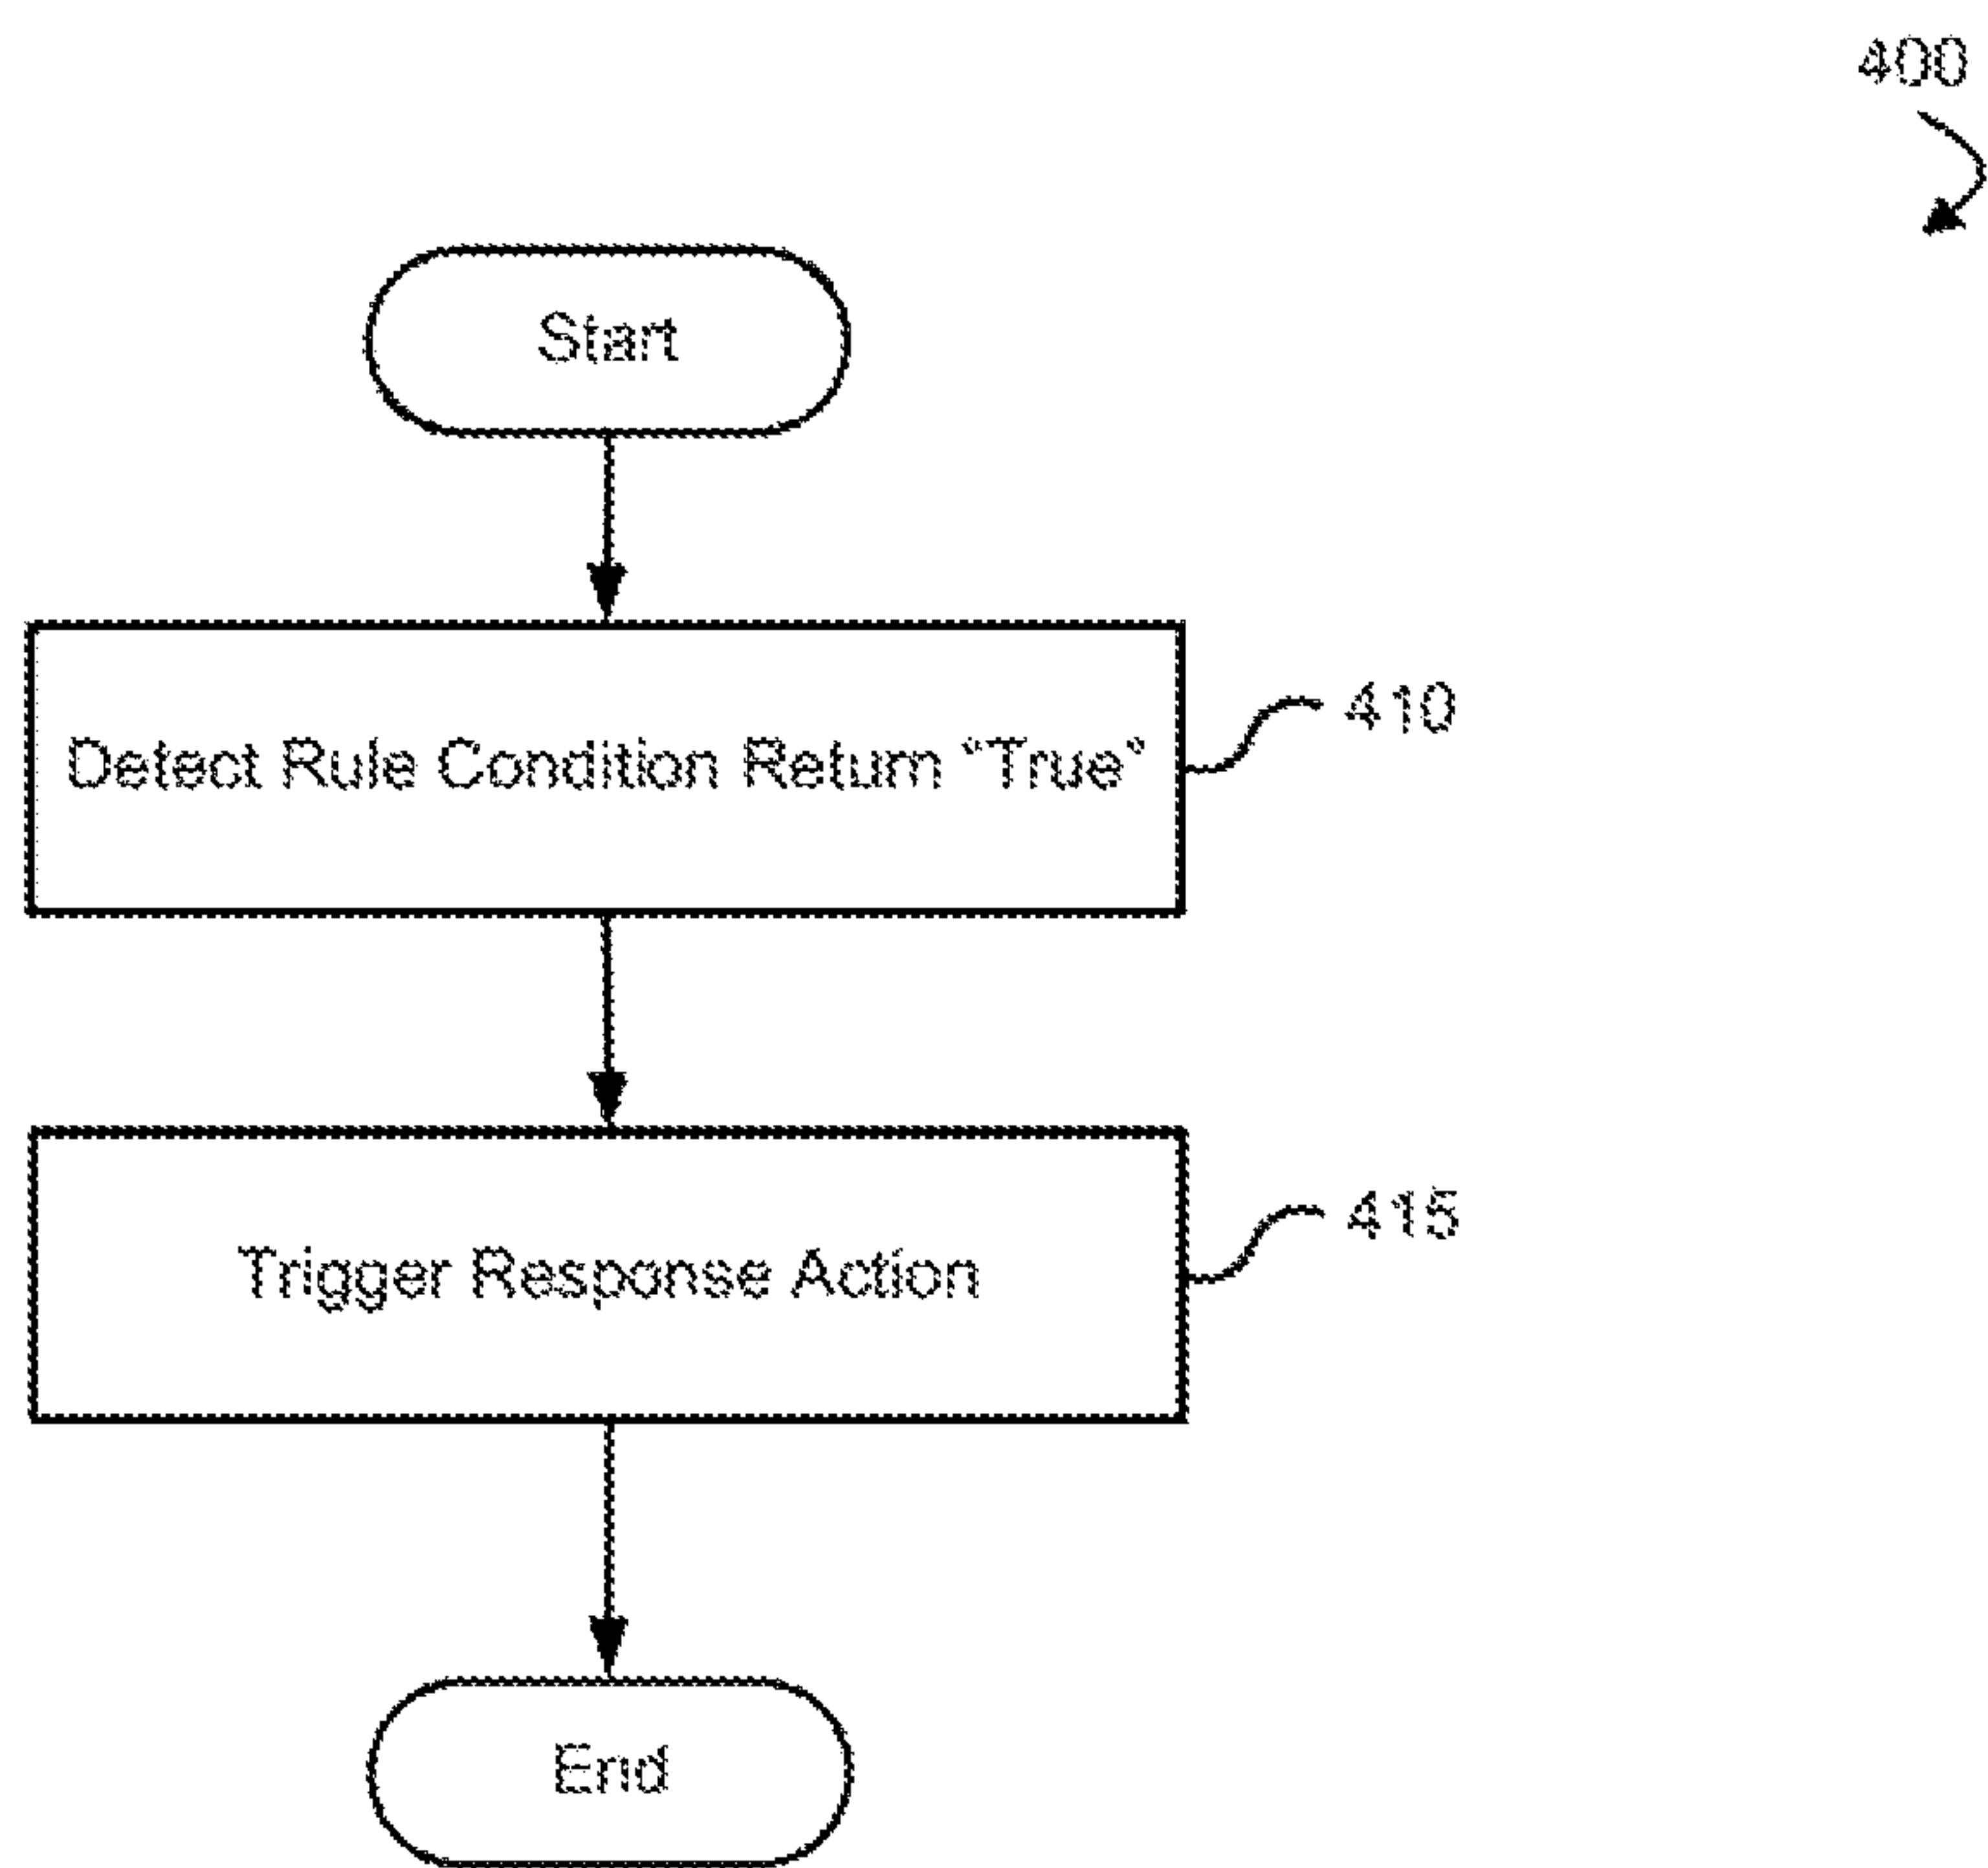 400
Start
Detect Rule Condition Return “True”
410
Trigger Response Action
415
End